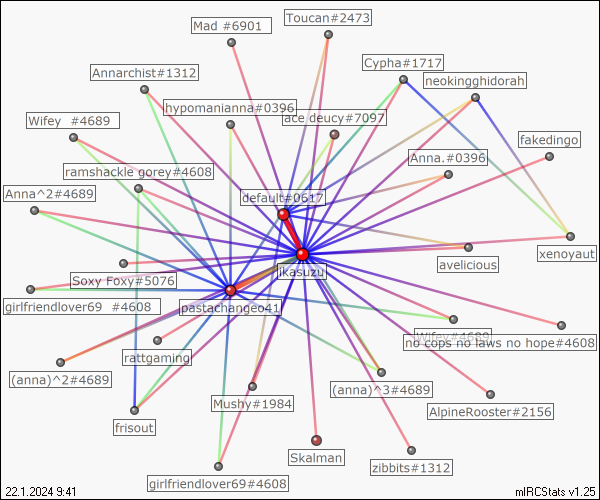 Toucan#2473
Mad #6901
Cypha#1717
Annarchist#1312
neokingghidorah
hypomanianna#0396
ace deucy#7097
Wifey #4689
fakedingo
Anna.#0396
ramshackle gorey#4608
Anna^2#4689
default#0617
xenoyaut
avelicious
ikasuzu
Soxy Foxy#5076
girlfriendlover69 #4608
pastachangeo41
Wifey#4689
no cops no laws no hope#4608
rattgaming
(anna)^2#4689
(anna)^3#4689
Mushy#1984
AlpineRooster#2156
frisout
Skalman
zibbits#1312
girlfriendlover69#4608
22.1.2024 9:41
mIRCStats v1.25